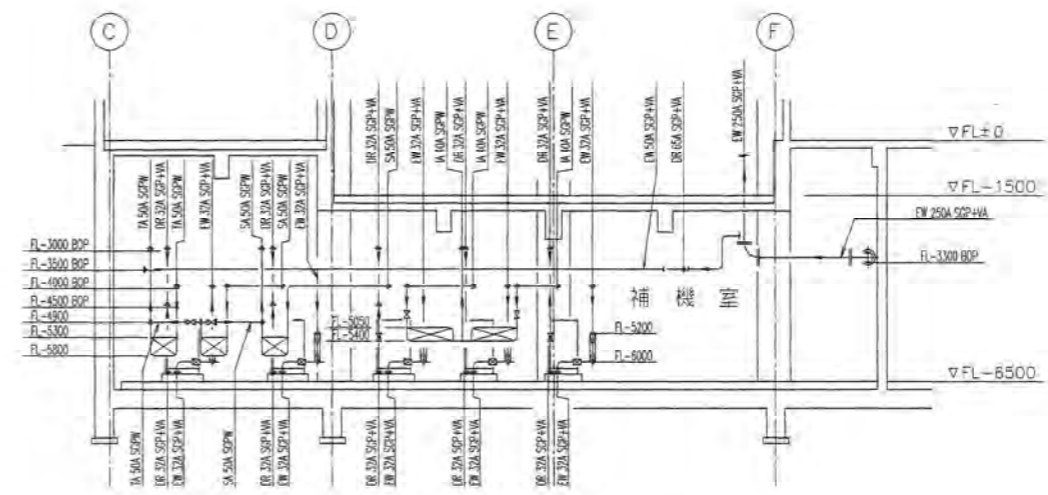 C
D
E
F
DR 32A SGP+VA
SA 50A SGPW
EW 32A SGP+VA
IA 10A SGPW
DR 32A SGP+VA
IA 10A SGPW
EW 32A SGP+VA
DR 32A SGP+VA
IA 10A SGPW
EW 32A SGP+VA
EW 50A SGP+VA
DR 65A SGP+VA
EW 250A SGP+VA
▽FL±0
▽FL-1500
EW 250A SGP+VA
FL-3300 BOP
TA 50A SGPW
DR 32A SGP+VA
TA 50A SGPW
EW 32A SGP+VA
SA 50A SGPW
DR 32A SGP+VA
SA 50A SGPW
EW 32A SGP+VA
FL-3000 BOP
FL-3500 BOP
FL-4000 BOP
FL-4500 BOP
FL-4900
FL-5300
FL-5800
FL-5050
FL-5400
補機室
FL-5200
FL-6000
▽FL-6500
TA 50A SGPW
DR 32A SGP+VA
EW 32A SGP+VA
SA 50A SGPW
DR 32A SGP+VA
EW 32A SGP+VA
DR 32A SGP+VA
EW 32A SGP+VA
DR 32A SGP+VA
EW 32A SGP+VA
DR 32A SGP+VA
EW 32A SGP+VA